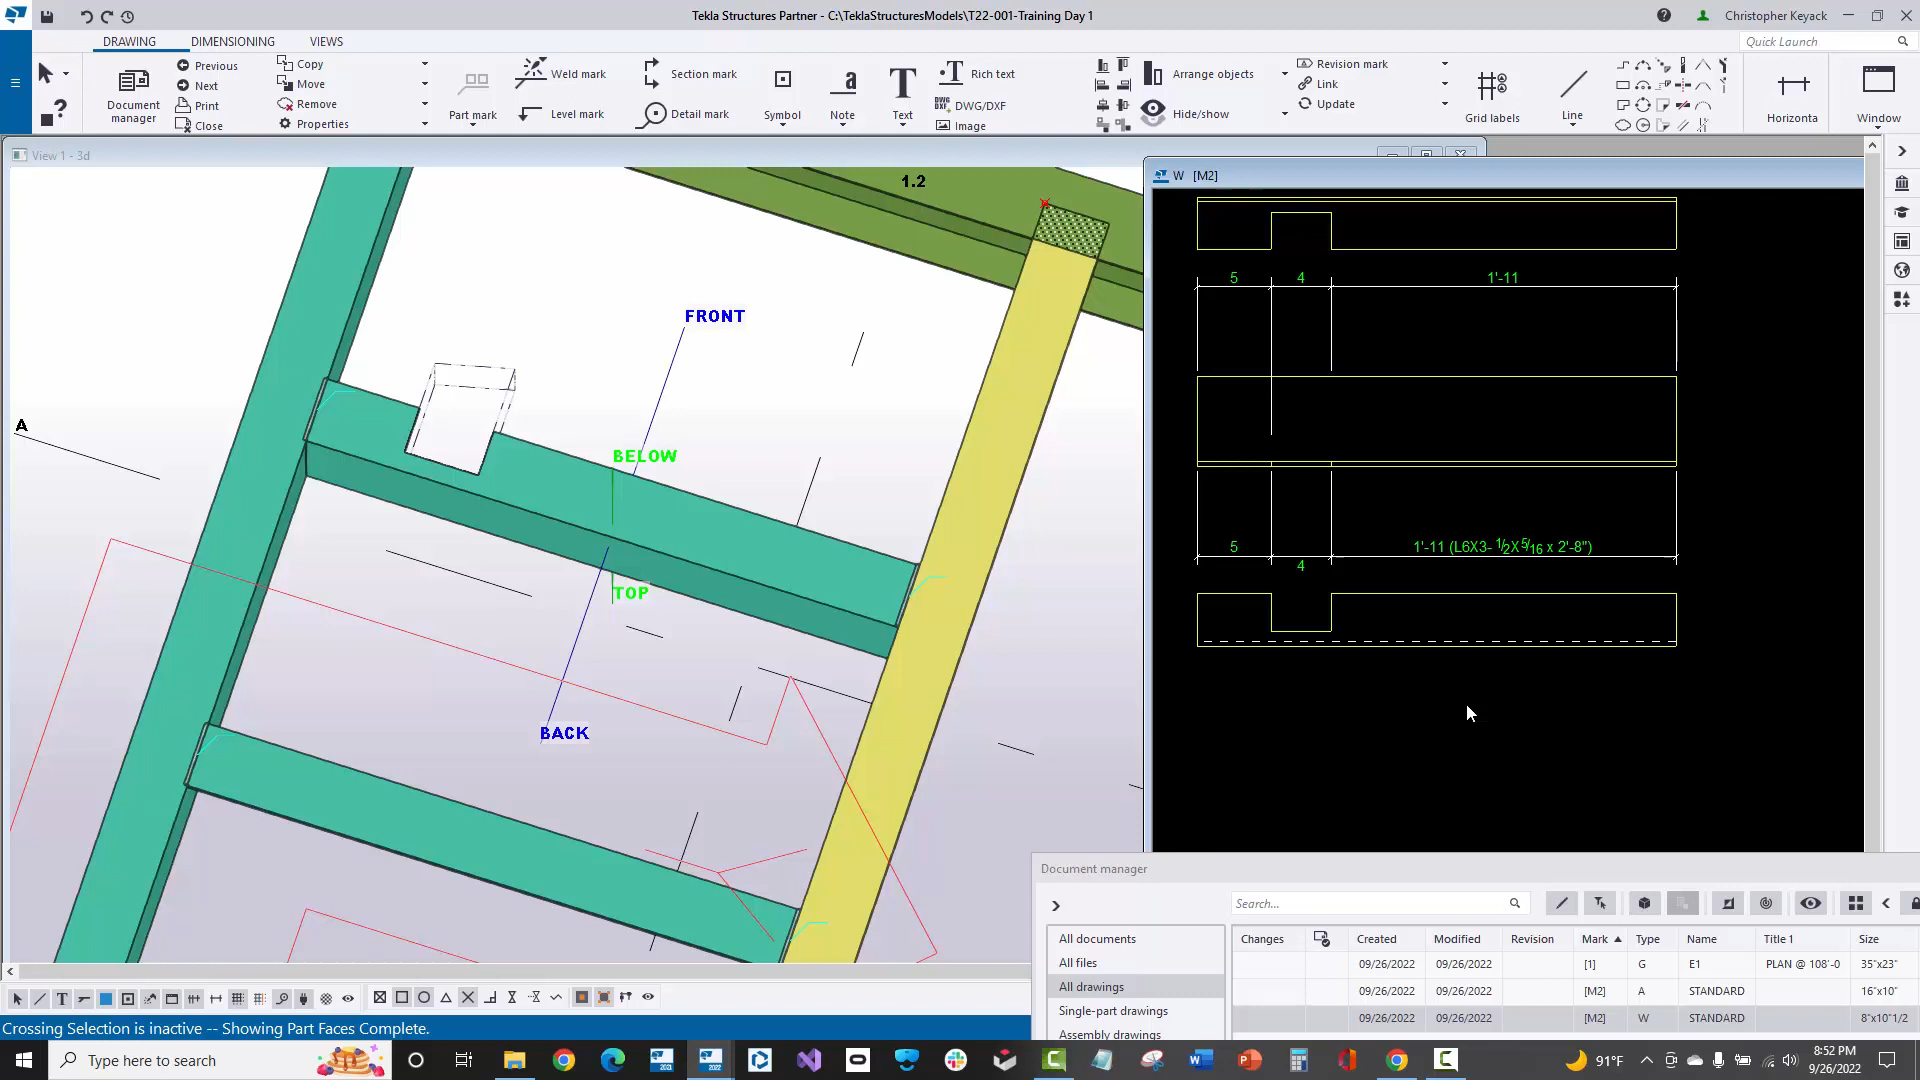 Tekla Structures Partner - C:\TeklaStructuresModels\T22-001-Training Day 1
Christopher Keyack
DRAWING DIMENSIONING VIEWS
Quick Launch
Document manager
Previous
Next
Print
Close
Copy
Move
Remove
Properties
Part mark
Weld mark
Level mark
Section mark
Detail mark
Symbol
Note
Text
Rich text
DWG/DXF
Image
Arrange objects
Hide/show
Revision mark
Link
Update
Grid labels
Line
Horizonta
Window
View 1 - 3d
W [M2]
1.2
FRONT
A
BELOW
TOP
BACK
5 4 1'-11
5 1'-11 (L6X3- 1/2X5/16 x 2'-8")
4
Document manager
Search...
All documents
All files
All drawings
Single-part drawings
Assembly drawings
Changes Created Modified Revision Mark Type Name Title 1 Size
09/26/2022 09/26/2022 [1] G E1 PLAN @ 108'-0 35"x23"
09/26/2022 09/26/2022 [M2] A STANDARD 16"x10"
09/26/2022 09/26/2022 [M2] W STANDARD 8"x10"1/2
Crossing Selection is inactive -- Showing Part Faces Complete.
Type here to search
91°F
8:52 PM
9/26/2022